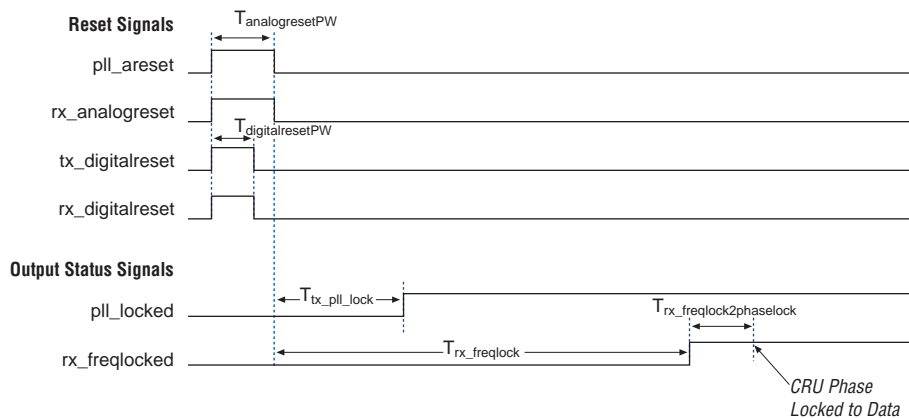 Reset Signals
TanalogresetPW
pll_areset
rx_analogreset
TdigitalresetPW
tx_digitalreset
rx_digitalreset
Output Status Signals
pll_locked
Ttx_pll_lock
Trx_freqlock2phaselock
rx_freqlocked
Trx_freqlock
CRU Phase
Locked to Data